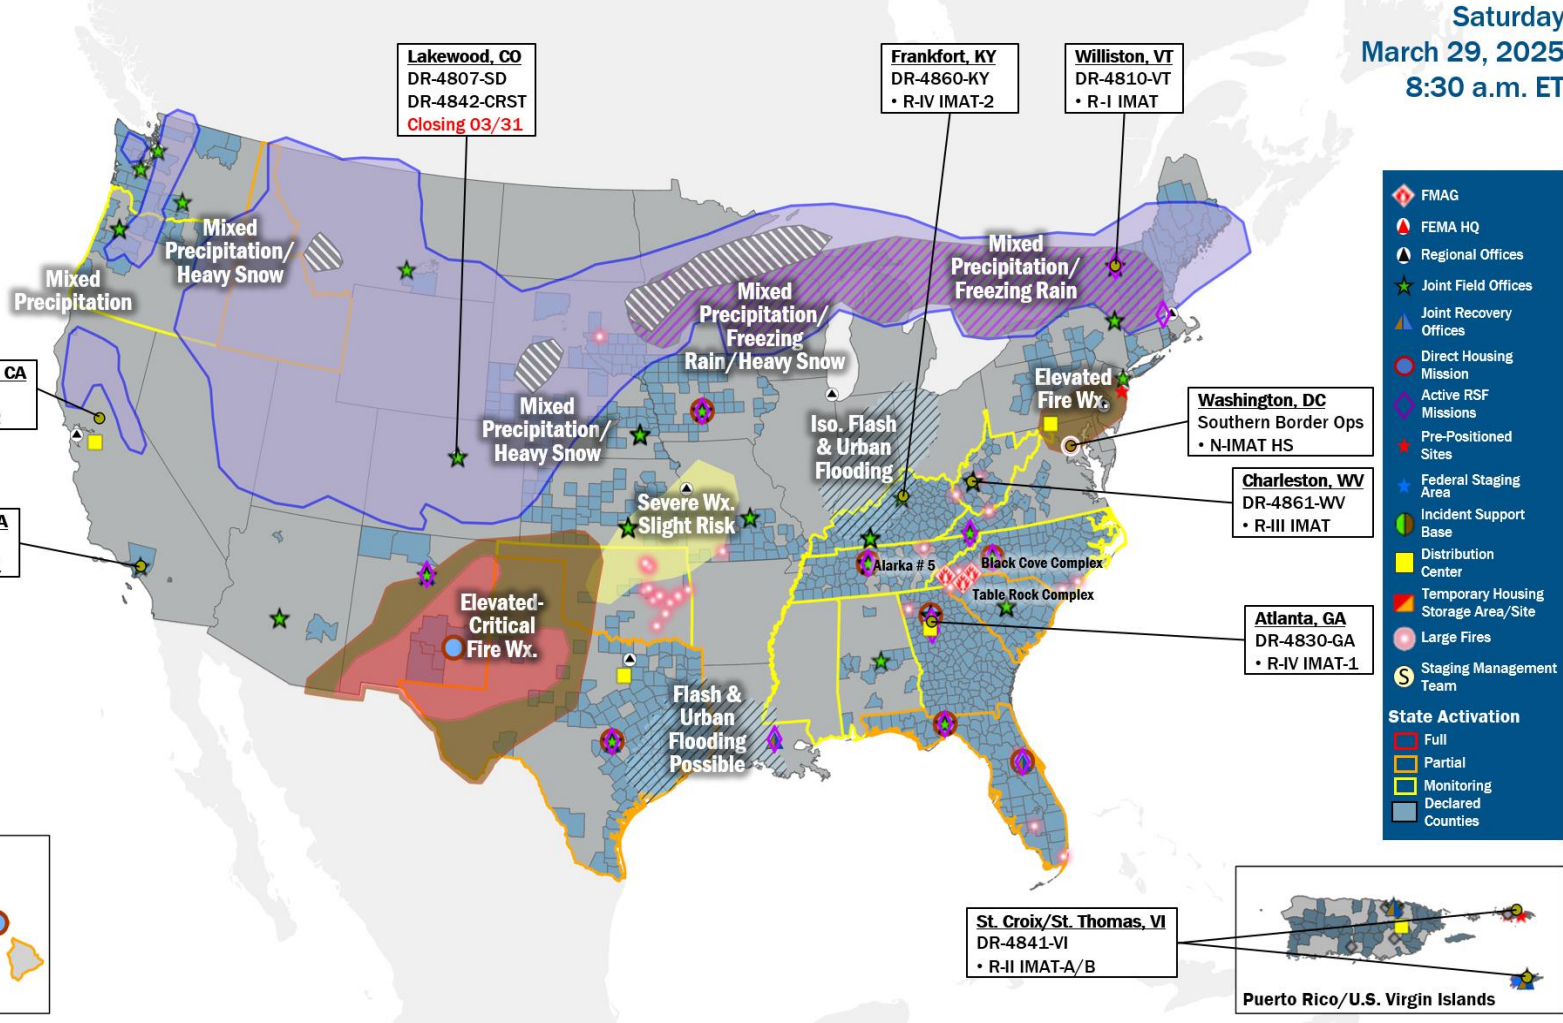 Saturday
March 29, 2025
8:30 a.m. ET
Lakewood, CO
DR-4807-SD
DR-4842-CRST
Closing 03/31
Frankfort, KY
DR-4860-KY
• R-IV IMAT-2
Williston, VT
DR-4810-VT
• R-I IMAT
Mixed
Precipitation/
Heavy Snow
Mixed
Precipitation
Mixed
Precipitation/
Freezing Rain
Mixed
Precipitation/
Freezing
Rain/Heavy Snow
Mixed
Precipitation/
Heavy Snow
CA
A
Elevated
Fire Wx.
Iso. Flash
& Urban
Flooding
Severe Wx.
Slight Risk
Washington, DC
Southern Border Ops
• N-IMAT HS
Charleston, WV
DR-4861-WV
• R-III IMAT
Alarka # 5
Black Cove Complex
Table Rock Complex
Elevated-
Critical
Fire Wx.
Atlanta, GA
DR-4830-GA
• R-IV IMAT-1
Flash &
Urban
Flooding
Possible
St. Croix/St. Thomas, VI
DR-4841-VI
• R-II IMAT-A/B
Puerto Rico/U.S. Virgin Islands
FMAG
FEMA HQ
Regional Offices
Joint Field Offices
Joint Recovery
Offices
Direct Housing
Mission
Active RSF
Missions
Pre-Positioned
Sites
Federal Staging
Area
Incident Support
Base
Distribution
Center
Temporary Housing
Storage Area/Site
Large Fires
S
Staging Management
Team
State Activation
Full
Partial
Monitoring
Declared
Counties